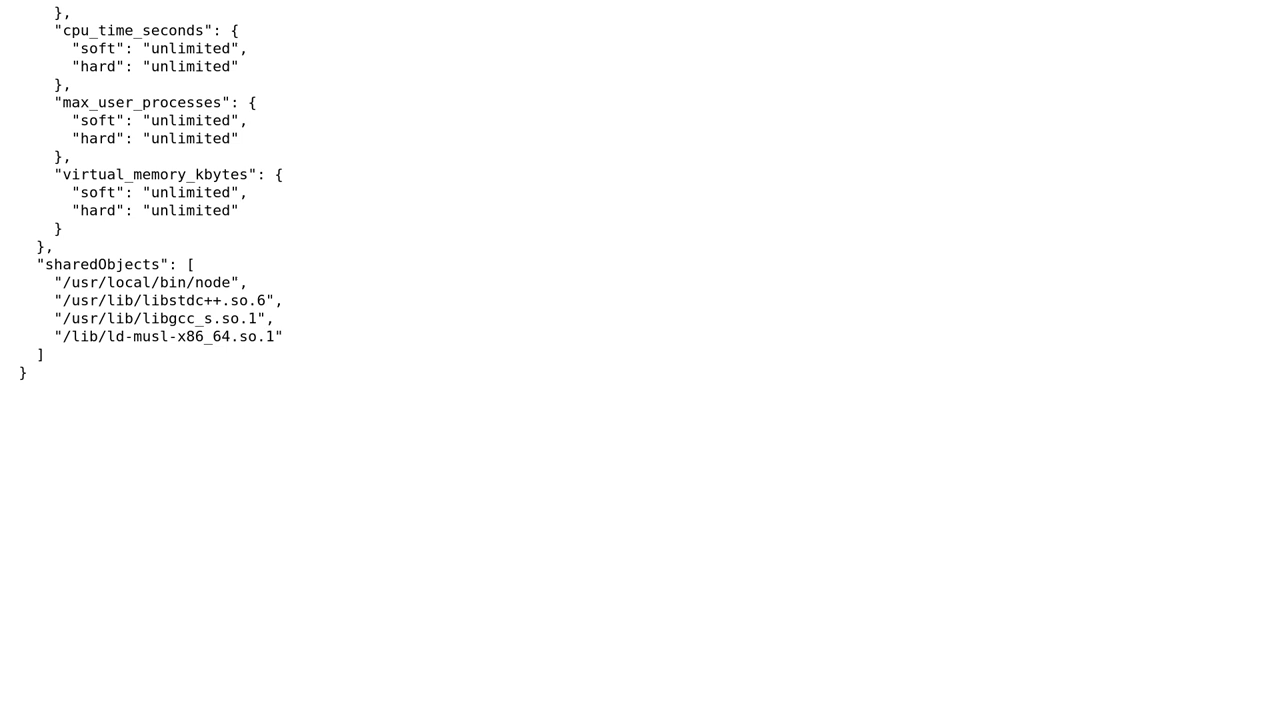 },
    "cpu_time_seconds": {
      "soft": "unlimited",
      "hard": "unlimited"
    },
    "max_user_processes": {
      "soft": "unlimited",
      "hard": "unlimited"
    },
    "virtual_memory_kbytes": {
      "soft": "unlimited",
      "hard": "unlimited"
    }
  },
  "sharedObjects": [
    "/usr/local/bin/node",
    "/usr/lib/libstdc++.so.6",
    "/usr/lib/libgcc_s.so.1",
    "/lib/ld-musl-x86_64.so.1"
  ]
}